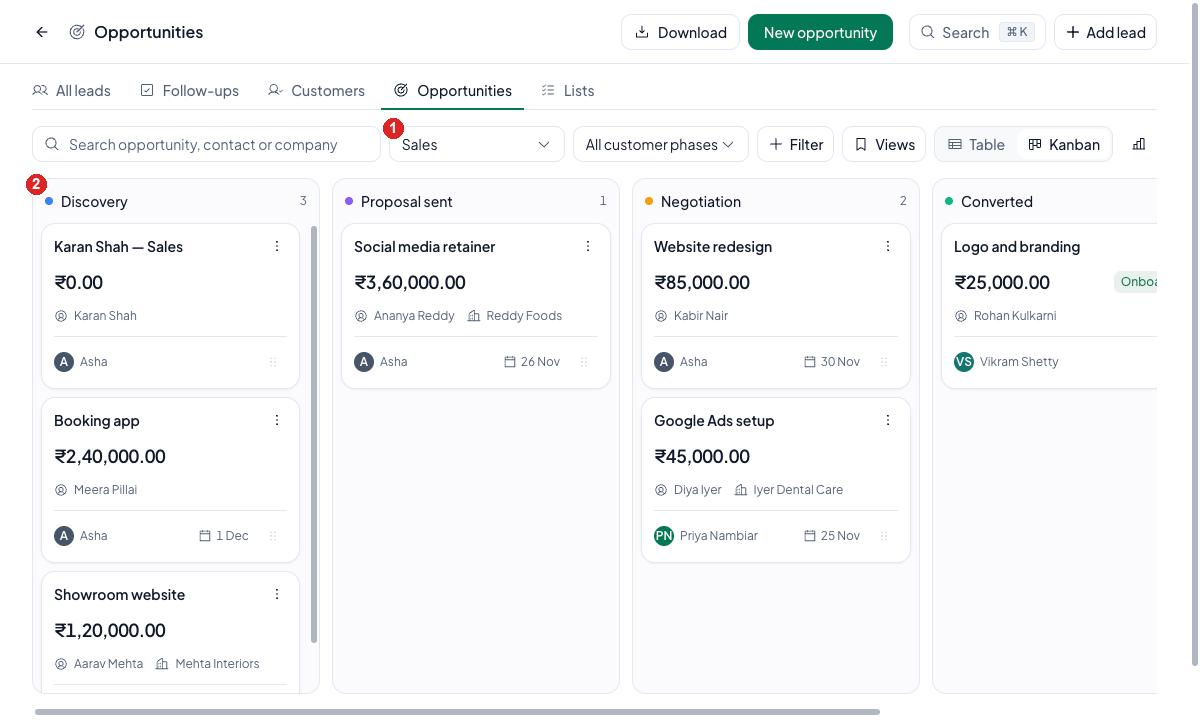 Opportunities
Download
New opportunity
Search ⌘ K
Add lead
All leads
Follow-ups
Customers
Opportunities
Lists
1
Search opportunity, contact or company
Sales
All customer phases
Filter
Views
Table
Kanban
2
Discovery 3
Karan Shah — Sales
₹0.00
Karan Shah
A Asha
Booking app
₹2,40,000.00
Meera Pillai
A Asha 1 Dec
Showroom website
₹1,20,000.00
Aarav Mehta Mehta Interiors
Proposal sent 1
Social media retainer
₹3,60,000.00
Ananya Reddy Reddy Foods
A Asha 26 Nov
Negotiation 2
Website redesign
₹85,000.00
Kabir Nair
A Asha 30 Nov
Google Ads setup
₹45,000.00
Diya Iyer Iyer Dental Care
PN Priya Nambiar 25 Nov
Converted
Logo and branding
₹25,000.00 Onboa
Rohan Kulkarni
VS Vikram Shetty